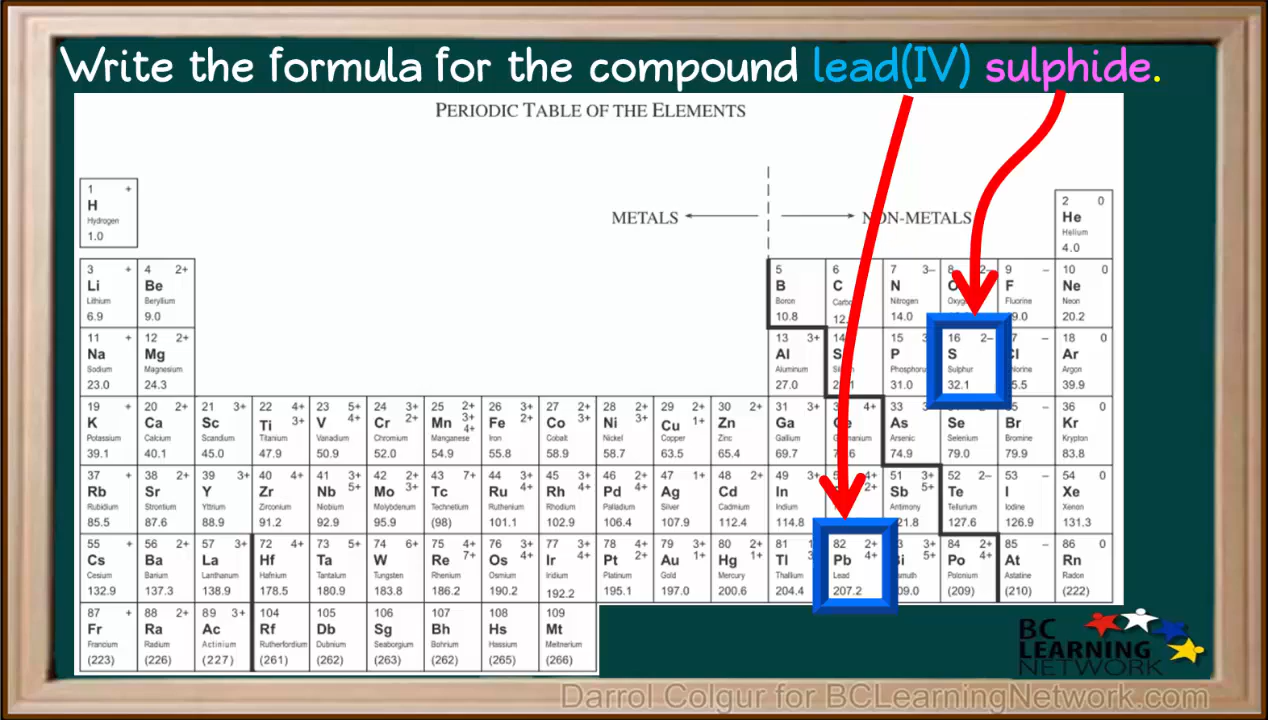 Write the formula for the compound lead(IV) sulphide.
PERIODIC TABLE OF THE ELEMENTS
METALS NON-METALS
1 + 2 0
H He
Hydrogen Helium
1.0 4.0
3 + 4 2+ 5 6 7 3– 8 2– 9 – 10 0
Li Be B C N O F Ne
Lithium Beryllium Boron Carbo Nitrogen Oxyge Fluorine Neon
6.9 9.0 10.8 12. 14.0 20.2
11 + 12 2+ 13 3+ 14 15 16 2– – 18 0
Na Mg Al S P S Cl Ar
Sodium Magnesium Aluminum Phosphoru Sulphur Argon
23.0 24.3 27.0 31.0 32.1 39.9
19 + 20 2+ 21 3+ 22 4+ 3+ 23 5+ 4+ 24 3+ 2+ 25 2+ 3+ 4+ 26 3+ 2+ 27 2+ 3+ 28 2+ 3+ 29 2+ 1+ 30 2+ 31 3+ 4+ 33 – 36 0
K Ca Sc Ti V Cr Mn Fe Co Ni Cu Zn Ga Ge As Se Br Kr
Potassium Calcium Scandium Titanium Vanadium Chromium Manganese Iron Cobalt Nickel Copper Zinc Gallium Arsenic Selenium Bromine Krypton
39.1 40.1 45.0 47.9 50.9 52.0 54.9 55.8 58.9 58.7 63.5 65.4 69.7 74.9 79.0 79.9 83.8
37 + 38 2+ 39 3+ 40 4+ 41 3+ 5+ 42 2+ 3+ 43 7+ 44 3+ 4+ 45 3+ 4+ 46 2+ 4+ 47 1+ 48 2+ 49 3+ 4+ 2+ 51 3+ 5+ 52 2– 53 – 54 0
Rb Sr Y Zr Nb Mo Tc Ru Rh Pd Ag Cd In Sb Te I Xe
Rubidium Strontium Yttrium Zirconium Niobium Molybdenum Technetium Ruthenium Rhodium Palladium Silver Cadmium Indium Antimony Tellurium Iodine Xenon
85.5 87.6 88.9 91.2 92.9 95.9 (98) 101.1 102.9 106.4 107.9 112.4 114.8 121.8 127.6 126.9 131.3
55 + 56 2+ 57 3+ 72 4+ 73 5+ 74 6+ 75 4+ 7+ 76 3+ 4+ 77 3+ 4+ 78 4+ 2+ 79 3+ 1+ 80 2+ 1+ 81 82 2+ 4+ 3+ 5+ 84 2+ 4+ 85 – 86 0
Cs Ba La Hf Ta W Re Os Ir Pt Au Hg Tl Pb Bi Po At Rn
Cesium Barium Lanthanum Hafnium Tantalum Tungsten Rhenium Osmium Iridium Platinum Gold Mercury Thallium Lead Polonium Astatine Radon
132.9 137.3 138.9 178.5 180.9 183.8 186.2 190.2 192.2 195.1 197.0 200.6 204.4 207.2 09.0 (209) (210) (222)
87 + 88 2+ 89 3+ 104 105 106 107 108 109
Fr Ra Ac Rf Db Sg Bh Hs Mt
Francium Radium Actinium Rutherfordium Dubnium Seaborgium Bohrium Hassium Meitnerium
(223) (226) (227) (261) (262) (263) (262) (265) (266)
BC
LEARNING
NETWORK
Darrol Colgur for BCLearningNetwork.com